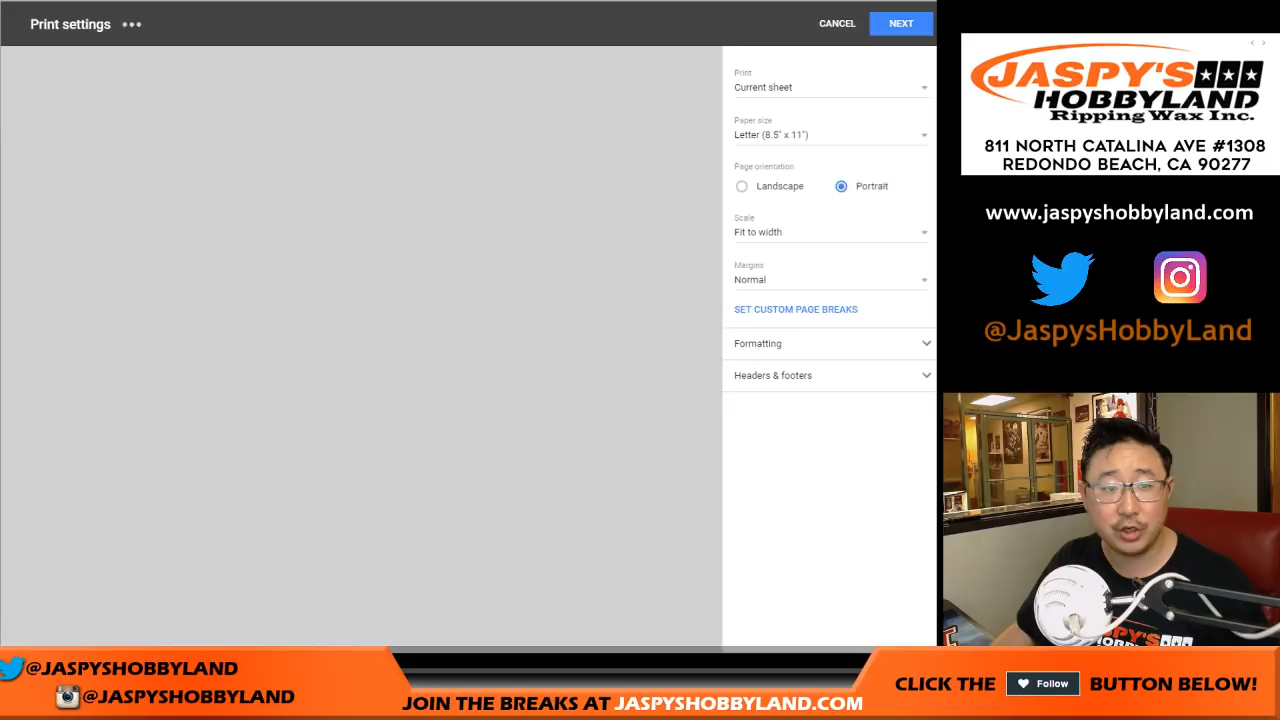 Print settings
CANCEL
NEXT
Print
Current sheet
Paper size
Letter (8.5" x 11")
Page orientation
Landscape
Portrait
Scale
Fit to width
Margins
Normal
SET CUSTOM PAGE BREAKS
Formatting
Headers & footers
JASPY'S
HOBBYLAND
Ripping Wax Inc.
811 NORTH CATALINA AVE #1308
REDONDO BEACH, CA 90277
www.jaspyshobbyland.com
@JaspysHobbyLand
@JASPYSHOBBYLAND
@JASPYSHOBBYLAND
JOIN THE BREAKS AT JASPYSHOBBYLAND.COM
CLICK THE
Follow
BUTTON BELOW!